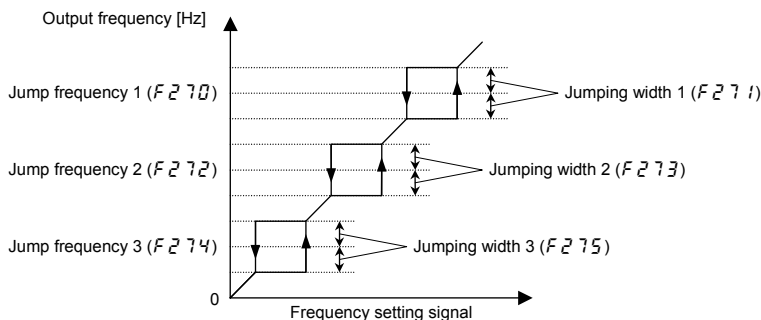 Output frequency [Hz]
Jump frequency 1 (F270)
Jumping width 1 (F271)
Jump frequency 2 (F272)
Jumping width 2 (F273)
Jump frequency 3 (F274)
Jumping width 3 (F275)
0
Frequency setting signal